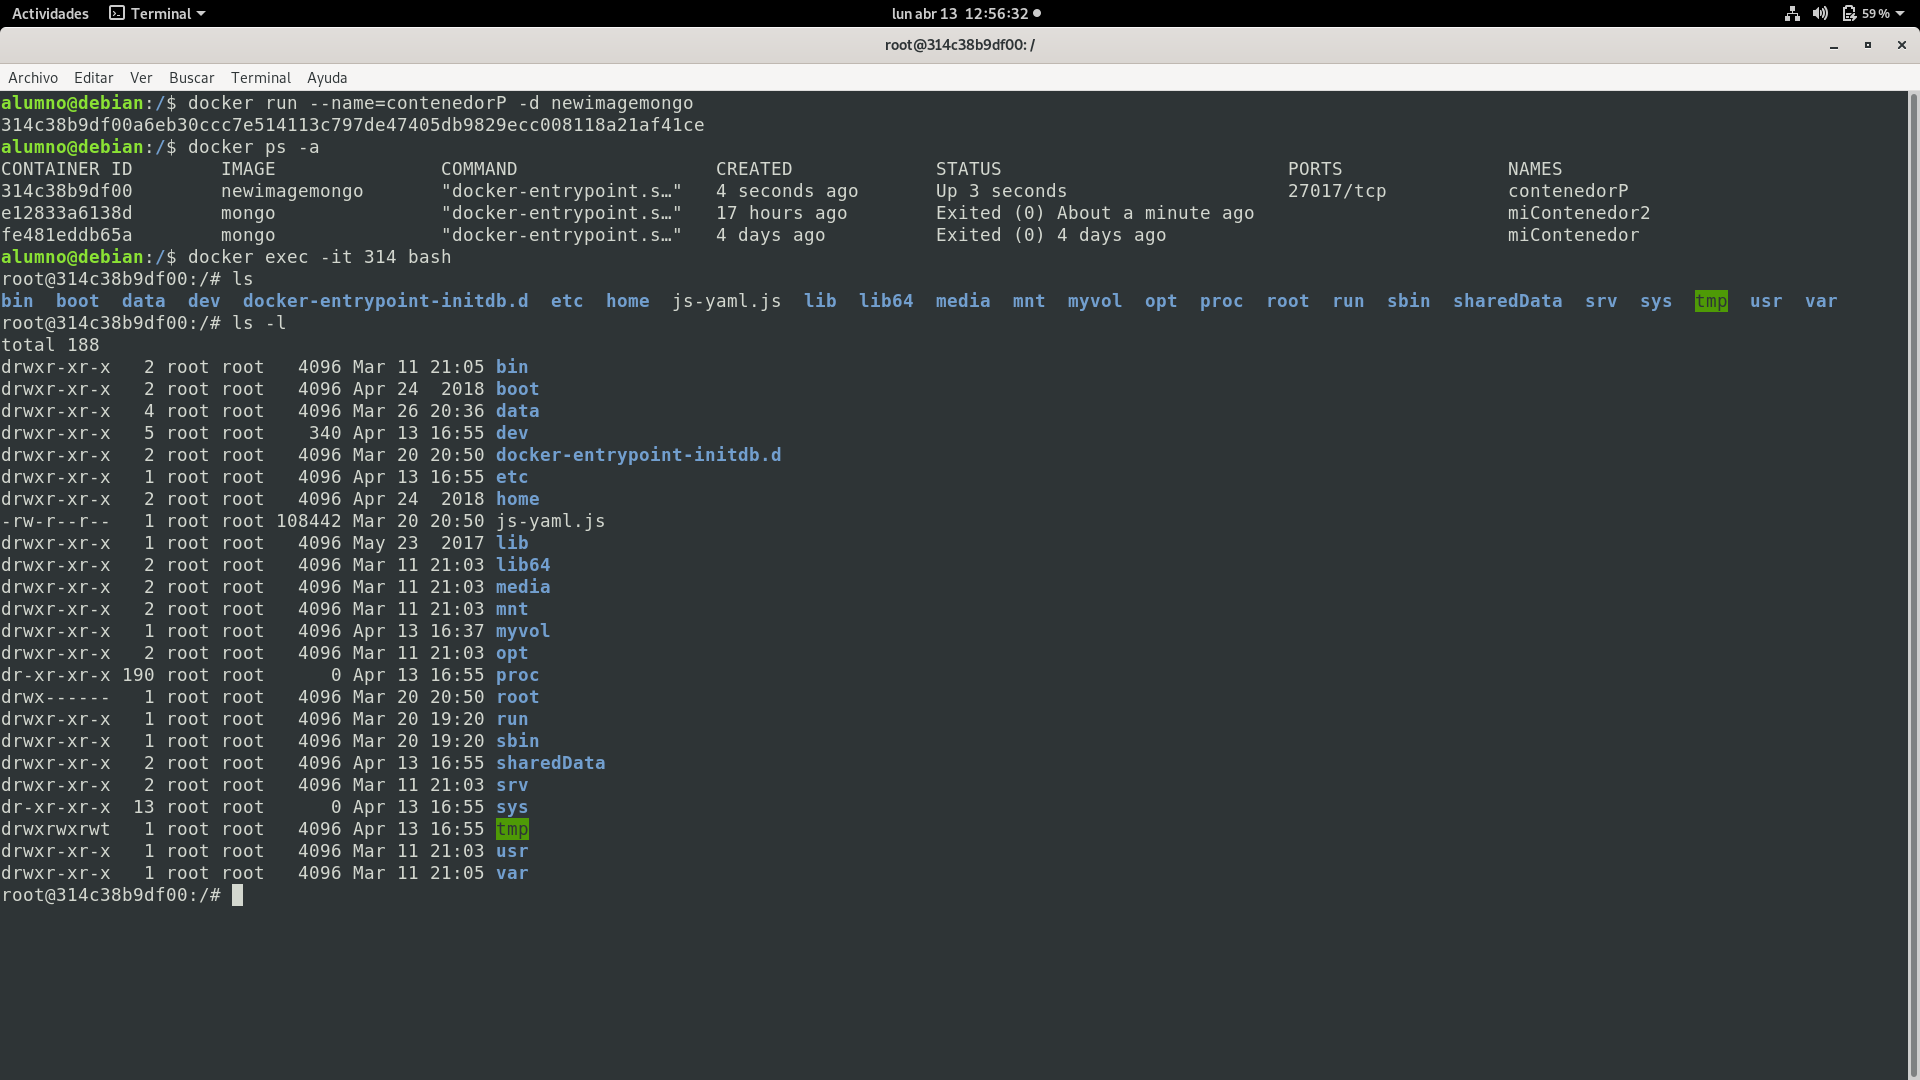 Actividades Terminal lun abr 13 12:56:32 59 %
root@314c38b9df00: /
Archivo Editar Ver Buscar Terminal Ayuda
alumno@debian:/$ docker run --name=contenedorP -d newimagemongo
314c38b9df00a6eb30ccc7e514113c797de47405db9829ecc008118a21af41ce
alumno@debian:/$ docker ps -a
CONTAINER ID        IMAGE               COMMAND                  CREATED             STATUS                          PORTS               NAMES
314c38b9df00        newimagemongo       "docker-entrypoint.s…"   4 seconds ago       Up 3 seconds                    27017/tcp           contenedorP
e12833a6138d        mongo               "docker-entrypoint.s…"   17 hours ago        Exited (0) About a minute ago                       miContenedor2
fe481eddb65a        mongo               "docker-entrypoint.s…"   4 days ago          Exited (0) 4 days ago                               miContenedor
alumno@debian:/$ docker exec -it 314 bash
root@314c38b9df00:/# ls
bin  boot  data  dev  docker-entrypoint-initdb.d  etc  home  js-yaml.js  lib  lib64  media  mnt  myvol  opt  proc  root  run  sbin  sharedData  srv  sys  tmp  usr  var
root@314c38b9df00:/# ls -l
total 188
drwxr-xr-x   2 root root   4096 Mar 11 21:05 bin
drwxr-xr-x   2 root root   4096 Apr 24  2018 boot
drwxr-xr-x   4 root root   4096 Mar 26 20:36 data
drwxr-xr-x   5 root root    340 Apr 13 16:55 dev
drwxr-xr-x   2 root root   4096 Mar 20 20:50 docker-entrypoint-initdb.d
drwxr-xr-x   1 root root   4096 Apr 13 16:55 etc
drwxr-xr-x   2 root root   4096 Apr 24  2018 home
-rw-r--r--   1 root root 108442 Mar 20 20:50 js-yaml.js
drwxr-xr-x   1 root root   4096 May 23  2017 lib
drwxr-xr-x   2 root root   4096 Mar 11 21:03 lib64
drwxr-xr-x   2 root root   4096 Mar 11 21:03 media
drwxr-xr-x   2 root root   4096 Mar 11 21:03 mnt
drwxr-xr-x   1 root root   4096 Apr 13 16:37 myvol
drwxr-xr-x   2 root root   4096 Mar 11 21:03 opt
dr-xr-xr-x 190 root root      0 Apr 13 16:55 proc
drwx------   1 root root   4096 Mar 20 20:50 root
drwxr-xr-x   1 root root   4096 Mar 20 19:20 run
drwxr-xr-x   1 root root   4096 Mar 20 19:20 sbin
drwxr-xr-x   2 root root   4096 Apr 13 16:55 sharedData
drwxr-xr-x   2 root root   4096 Mar 11 21:03 srv
dr-xr-xr-x  13 root root      0 Apr 13 16:55 sys
drwxrwxrwt   1 root root   4096 Apr 13 16:55 tmp
drwxr-xr-x   1 root root   4096 Mar 11 21:03 usr
drwxr-xr-x   1 root root   4096 Mar 11 21:05 var
root@314c38b9df00:/#